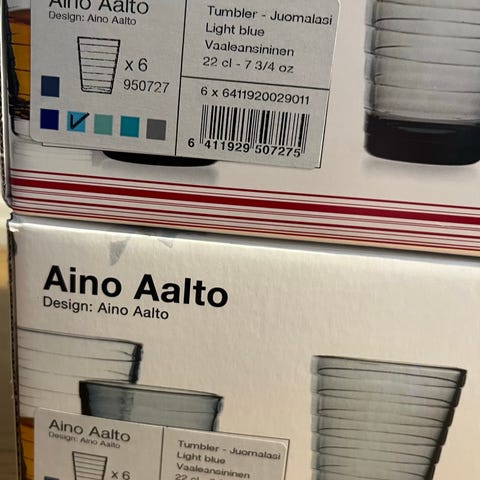 Aino Aalto
Design: Aino Aalto
x 6
950727
Tumbler - Juomalasi
Light blue
Vaaleansininen
22 cl - 7 3/4 oz
6 x 6411920029011
6 411929 507275
Aino Aalto
Design: Aino Aalto
Aino Aalto
Design: Aino Aalto
x 6
Tumbler - Juomalasi
Light blue
Vaaleansininen
22 cl -